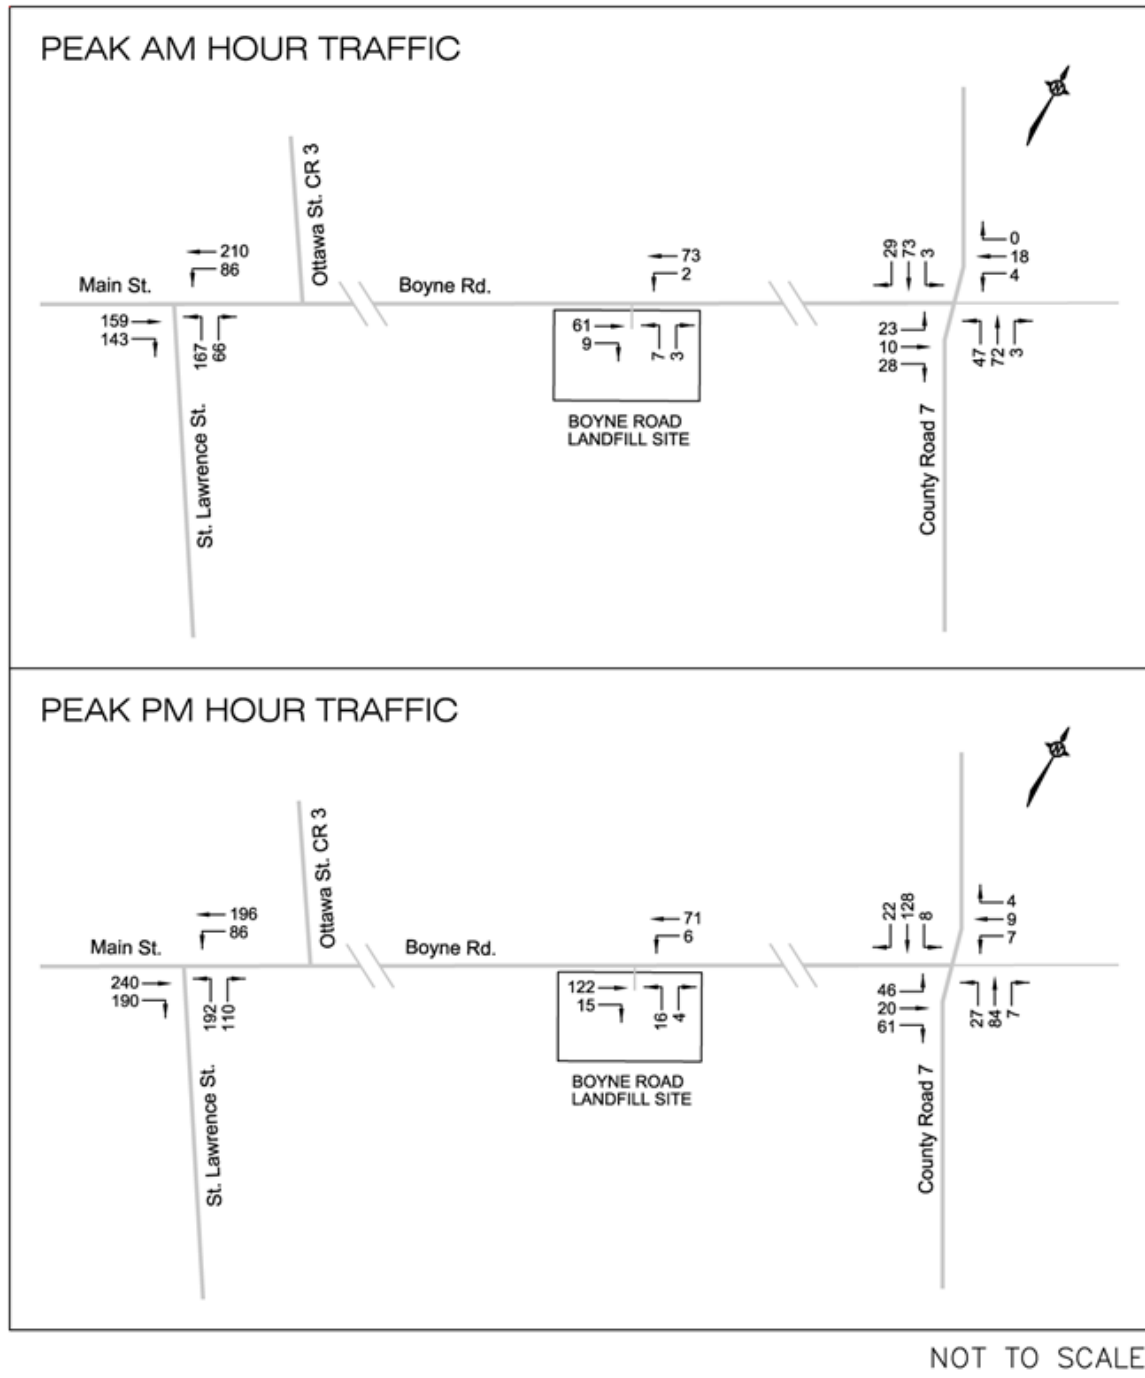 PEAK AM HOUR TRAFFIC
Ottawa St. CR 3
210
86
Main St.
159
143
167
66
St. Lawrence St.
Boyne Rd.
73
2
61
9
7
3
BOYNE ROAD
LANDFILL SITE
29
73
3
0
18
4
23
10
28
47
72
3
County Road 7
PEAK PM HOUR TRAFFIC
Ottawa St. CR 3
196
86
Main St.
240
190
192
110
St. Lawrence St.
Boyne Rd.
71
6
122
15
16
4
BOYNE ROAD
LANDFILL SITE
22
128
8
4
9
7
46
20
61
27
84
7
County Road 7
NOT TO SCALE